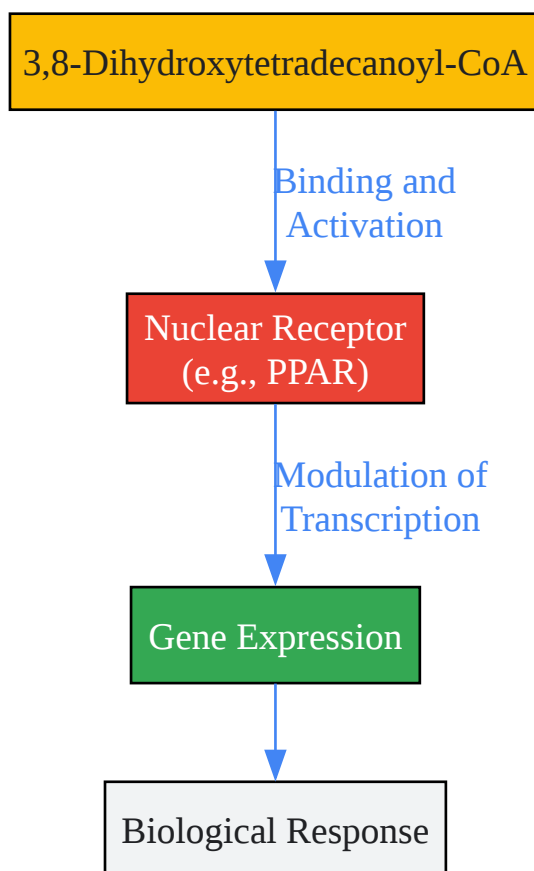 3,8-Dihydroxytetradecanoyl-CoA
Binding and
Activation
Nuclear Receptor
(e.g., PPAR)
Modulation of
Transcription
Gene Expression
Biological Response